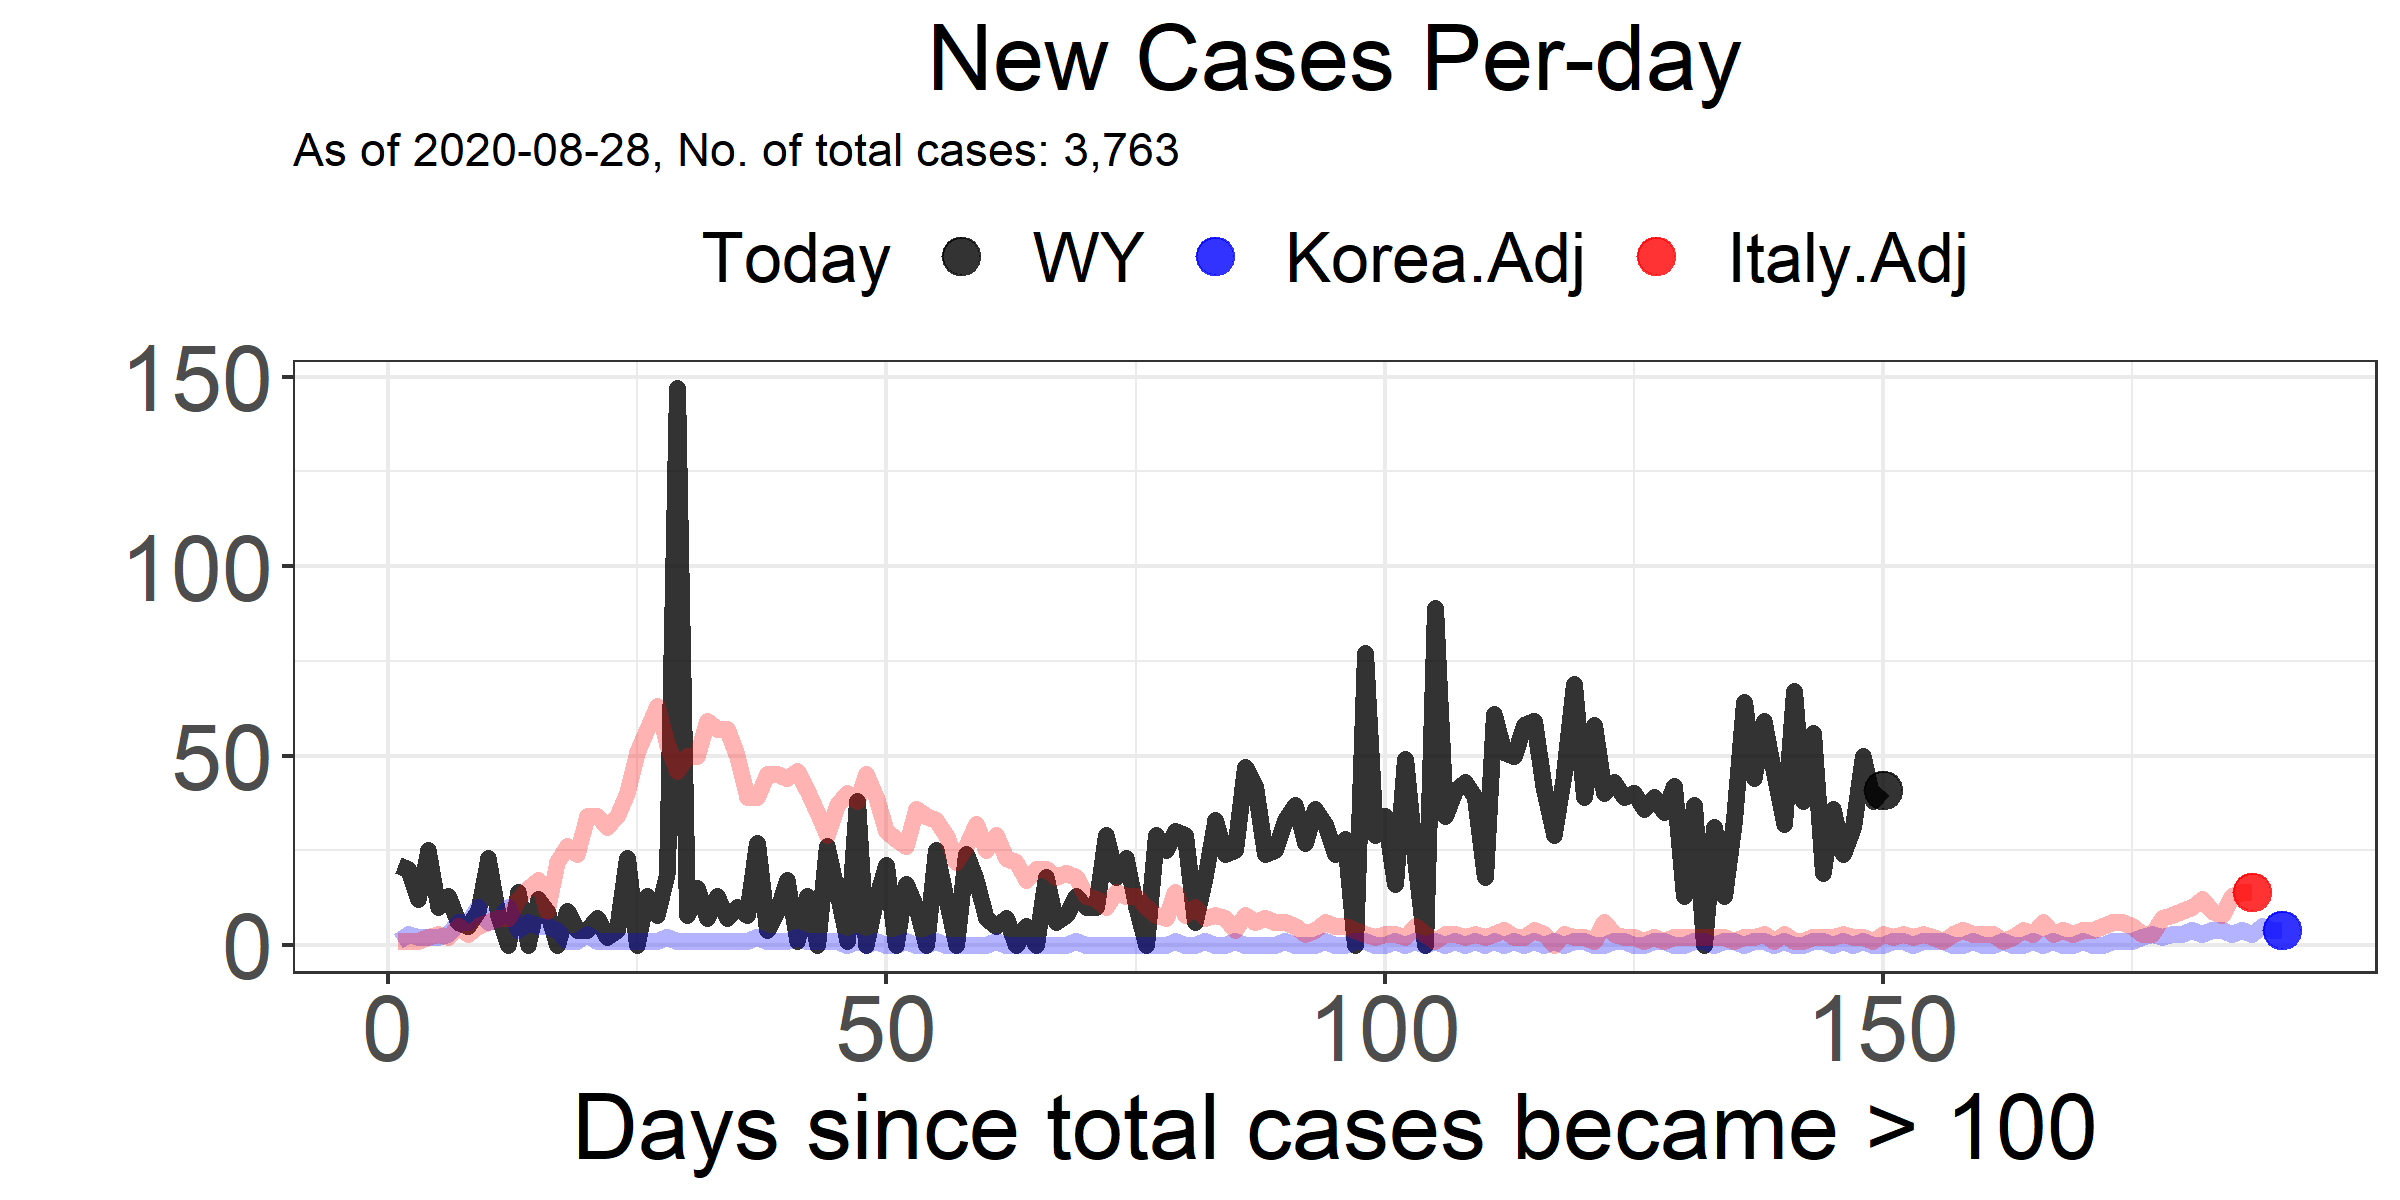 New Cases Per-day
As of 2020-08-28, No. of total cases: 3,763
Today WY Korea.Adj Italy.Adj
150
100
50
0
0 50 100 150
Days since total cases became > 100